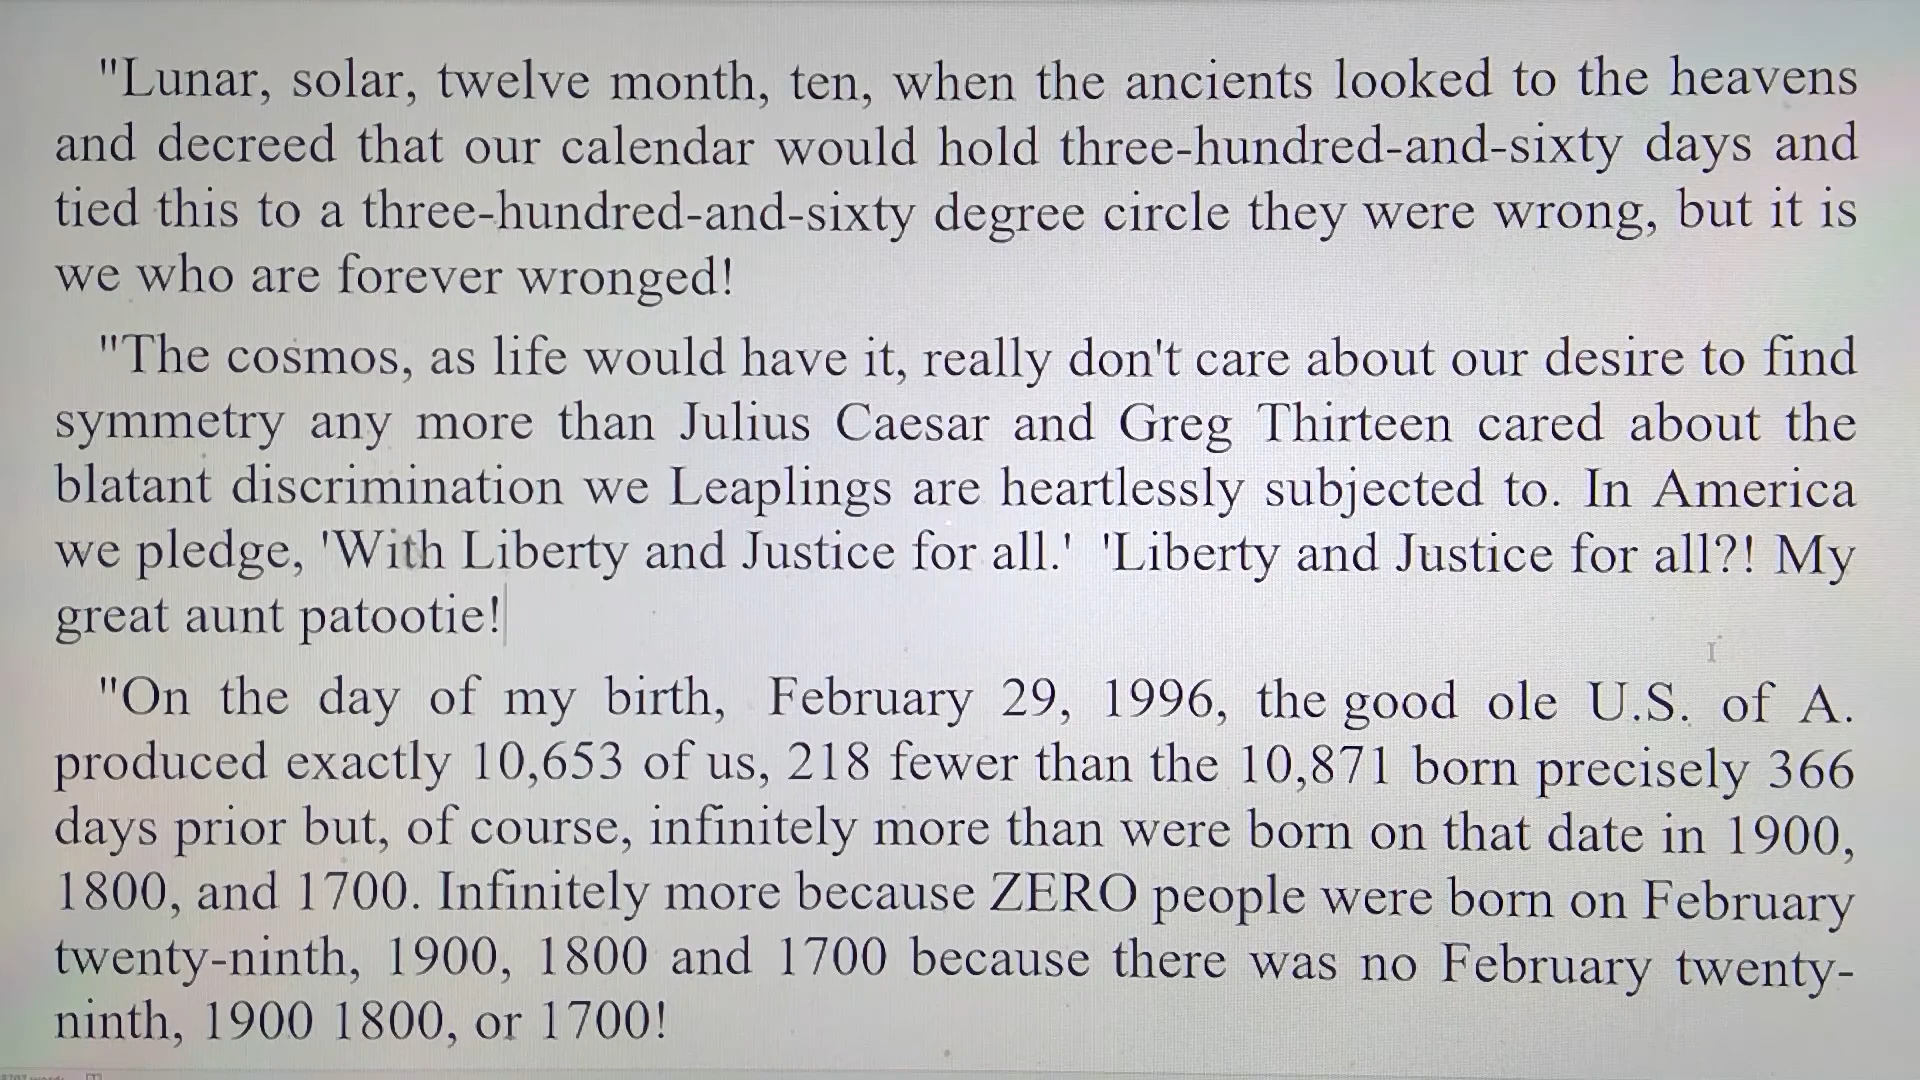 "Lunar, solar, twelve month, ten, when the ancients looked to the heavens
and decreed that our calendar would hold three-hundred-and-sixty days and
tied this to a three-hundred-and-sixty degree circle they were wrong, but it is
we who are forever wronged!
"The cosmos, as life would have it, really don't care about our desire to find
symmetry any more than Julius Caesar and Greg Thirteen cared about the
blatant discrimination we Leaplings are heartlessly subjected to. In America
we pledge, 'With Liberty and Justice for all.' 'Liberty and Justice for all?! My
great aunt patootie!
"On the day of my birth, February 29, 1996, the good ole U.S. of A.
produced exactly 10,653 of us, 218 fewer than the 10,871 born precisely 366
days prior but, of course, infinitely more than were born on that date in 1900,
1800, and 1700. Infinitely more because ZERO people were born on February
twenty-ninth, 1900, 1800 and 1700 because there was no February twenty-
ninth, 1900 1800, or 1700!